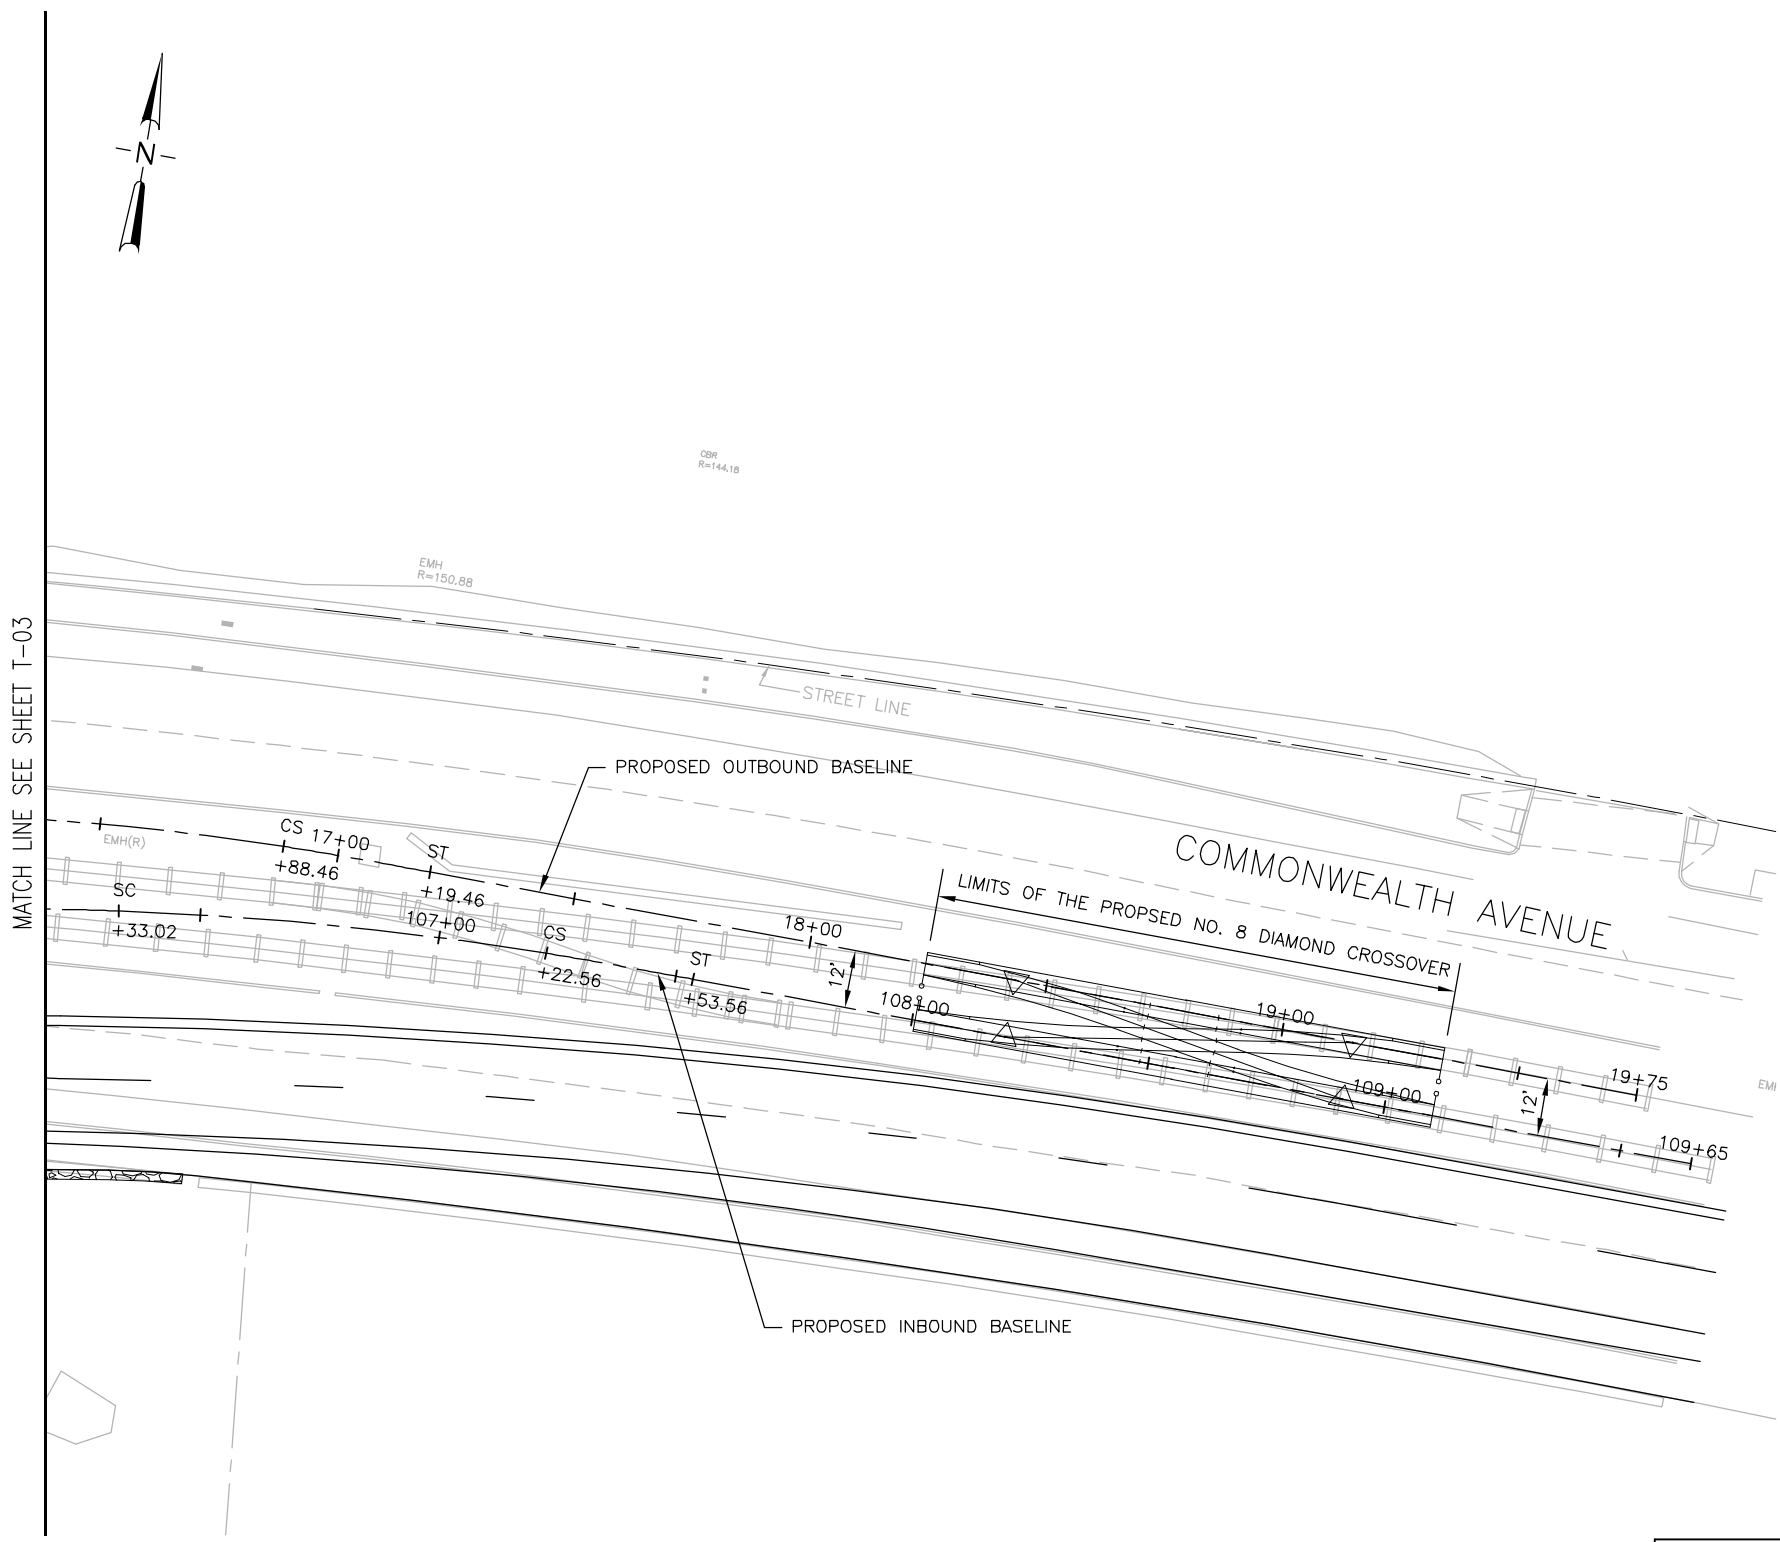 N
CBR
R=144.18
EMH
R=150.88
MATCH LINE SEE SHEET T-03
STREET LINE
PROPOSED OUTBOUND BASELINE
COMMONWEALTH AVENUE
LIMITS OF THE PROPSED NO. 8 DIAMOND CROSSOVER
CS 17+00
+88.46
EMH(R)
ST
+19.46
SC
+33.02
107+00
CS
+22.56
18+00
ST
+53.56
12'
108+00
19+00
109+00
19+75
12'
109+65
EMH
PROPOSED INBOUND BASELINE